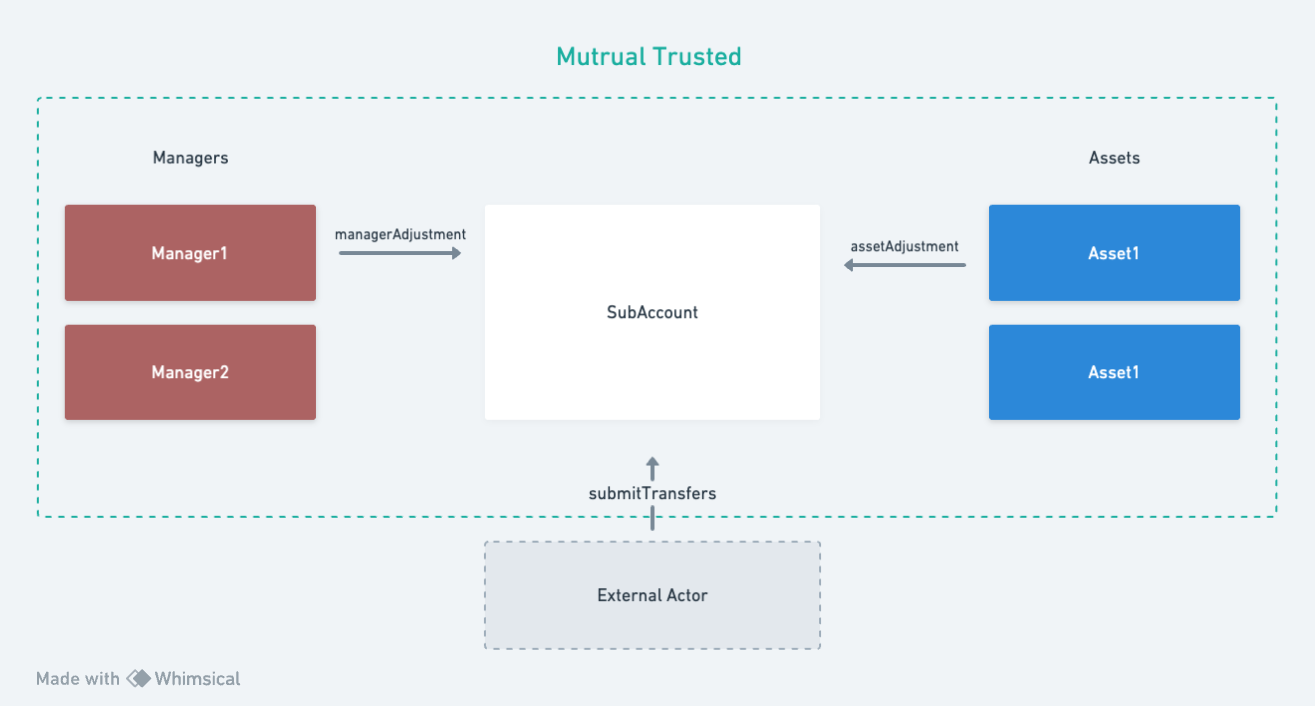 Mutrual Trusted
Managers
Assets
Manager1
managerAdjustment
assetAdjustment
Asset1
SubAccount
Manager2
Asset1
submitTransfers
External Actor
Made with Whimsical